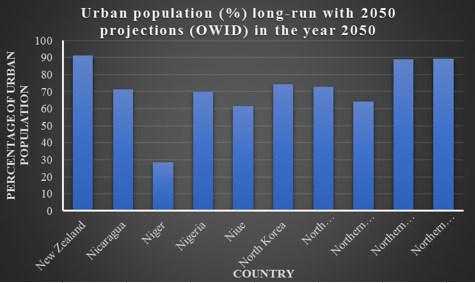 Urban population (%) long-run with 2050
projections (OWID) in the year 2050
PERCENTAGE OF URBAN
POPULATION
100
90
80
70
60
50
40
30
20
10
0
New Zealand
Nicaragua
Niger
Nigeria
Niue
North Korea
North…
Northern…
Northern…
Northern…
COUNTRY